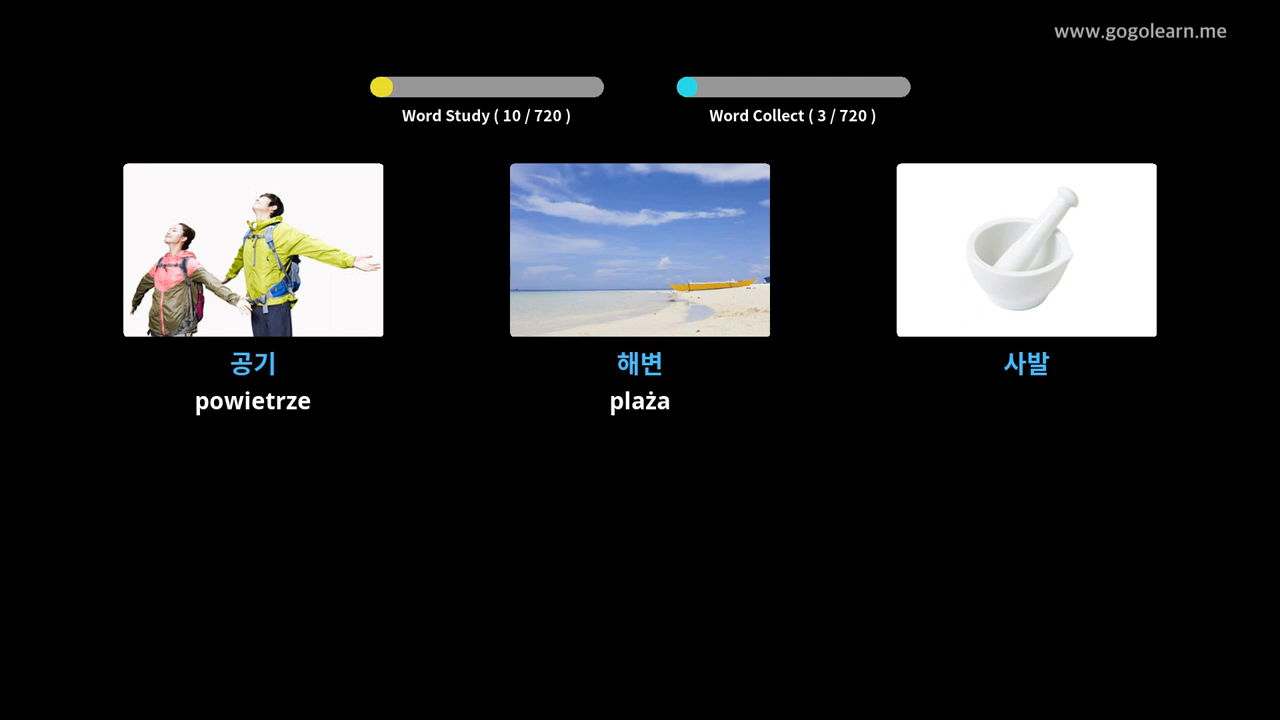 www.gogolearn.me
Word Study ( 10 / 720 )
Word Collect ( 3 / 720 )
공기
powietrze
해변
plaża
사발